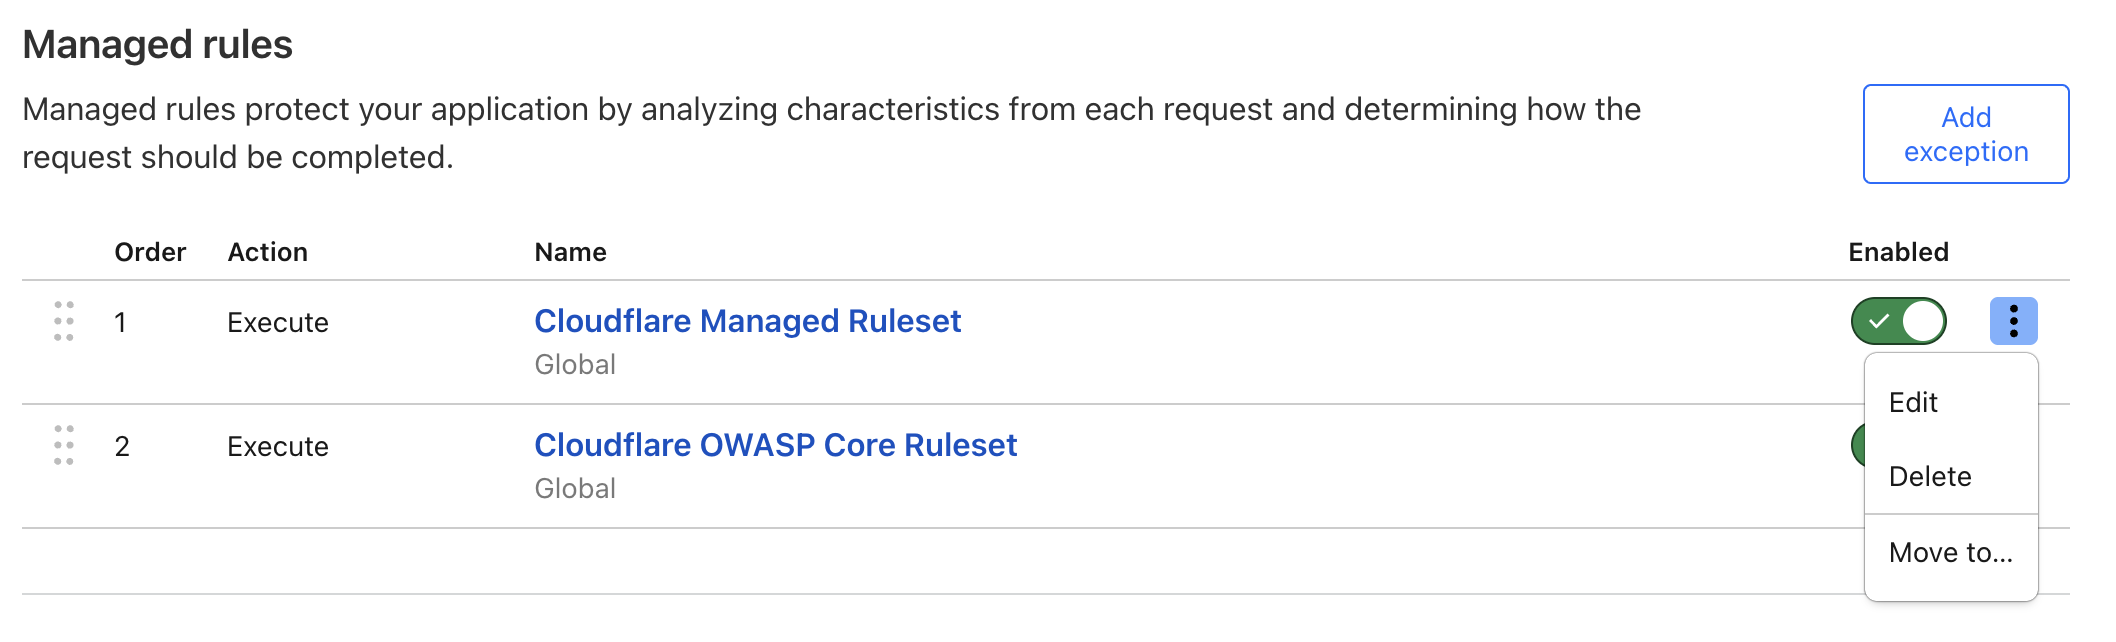 Managed rules
Managed rules protect your application by analyzing characteristics from each request and determining how the
request should be completed.
Add
exception
Order Action Name Enabled
1 Execute Cloudflare Managed Ruleset
Global
2 Execute Cloudflare OWASP Core Ruleset
Global
Edit
Delete
Move to...